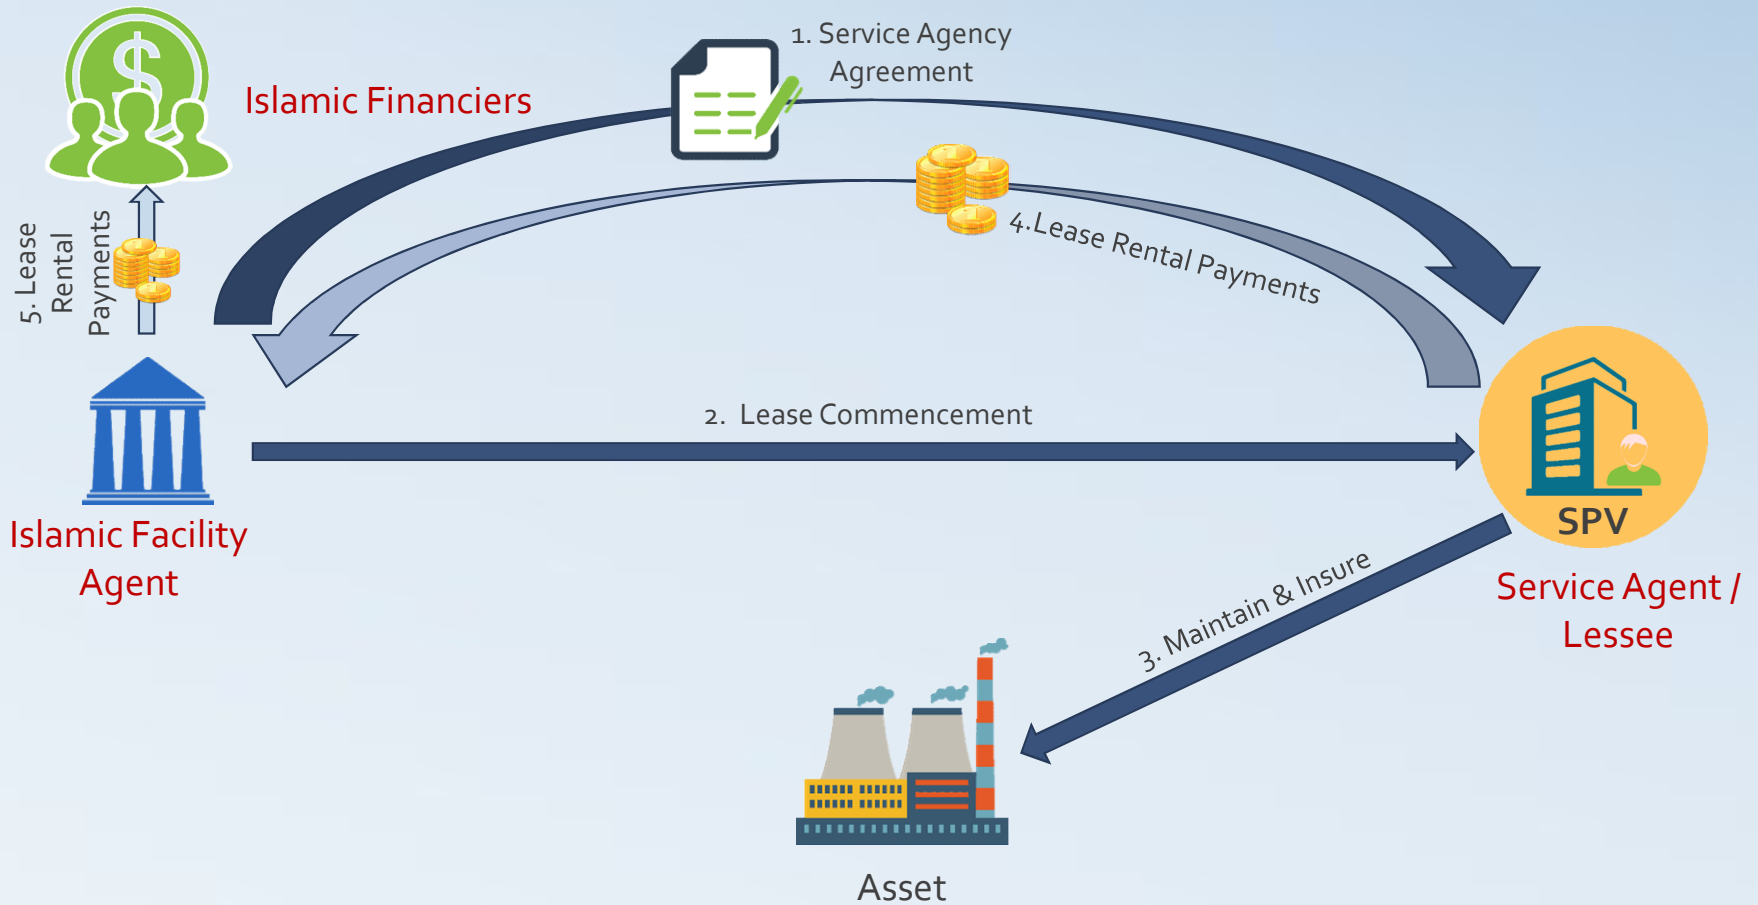 1. Service Agency
Agreement
Islamic Financiers
4.Lease Rental Payments
5. Lease
Rental
Payments
2. Lease Commencement
SPV
Islamic Facility
Agent
Service Agent /
Lessee
3. Maintain & Insure
Asset